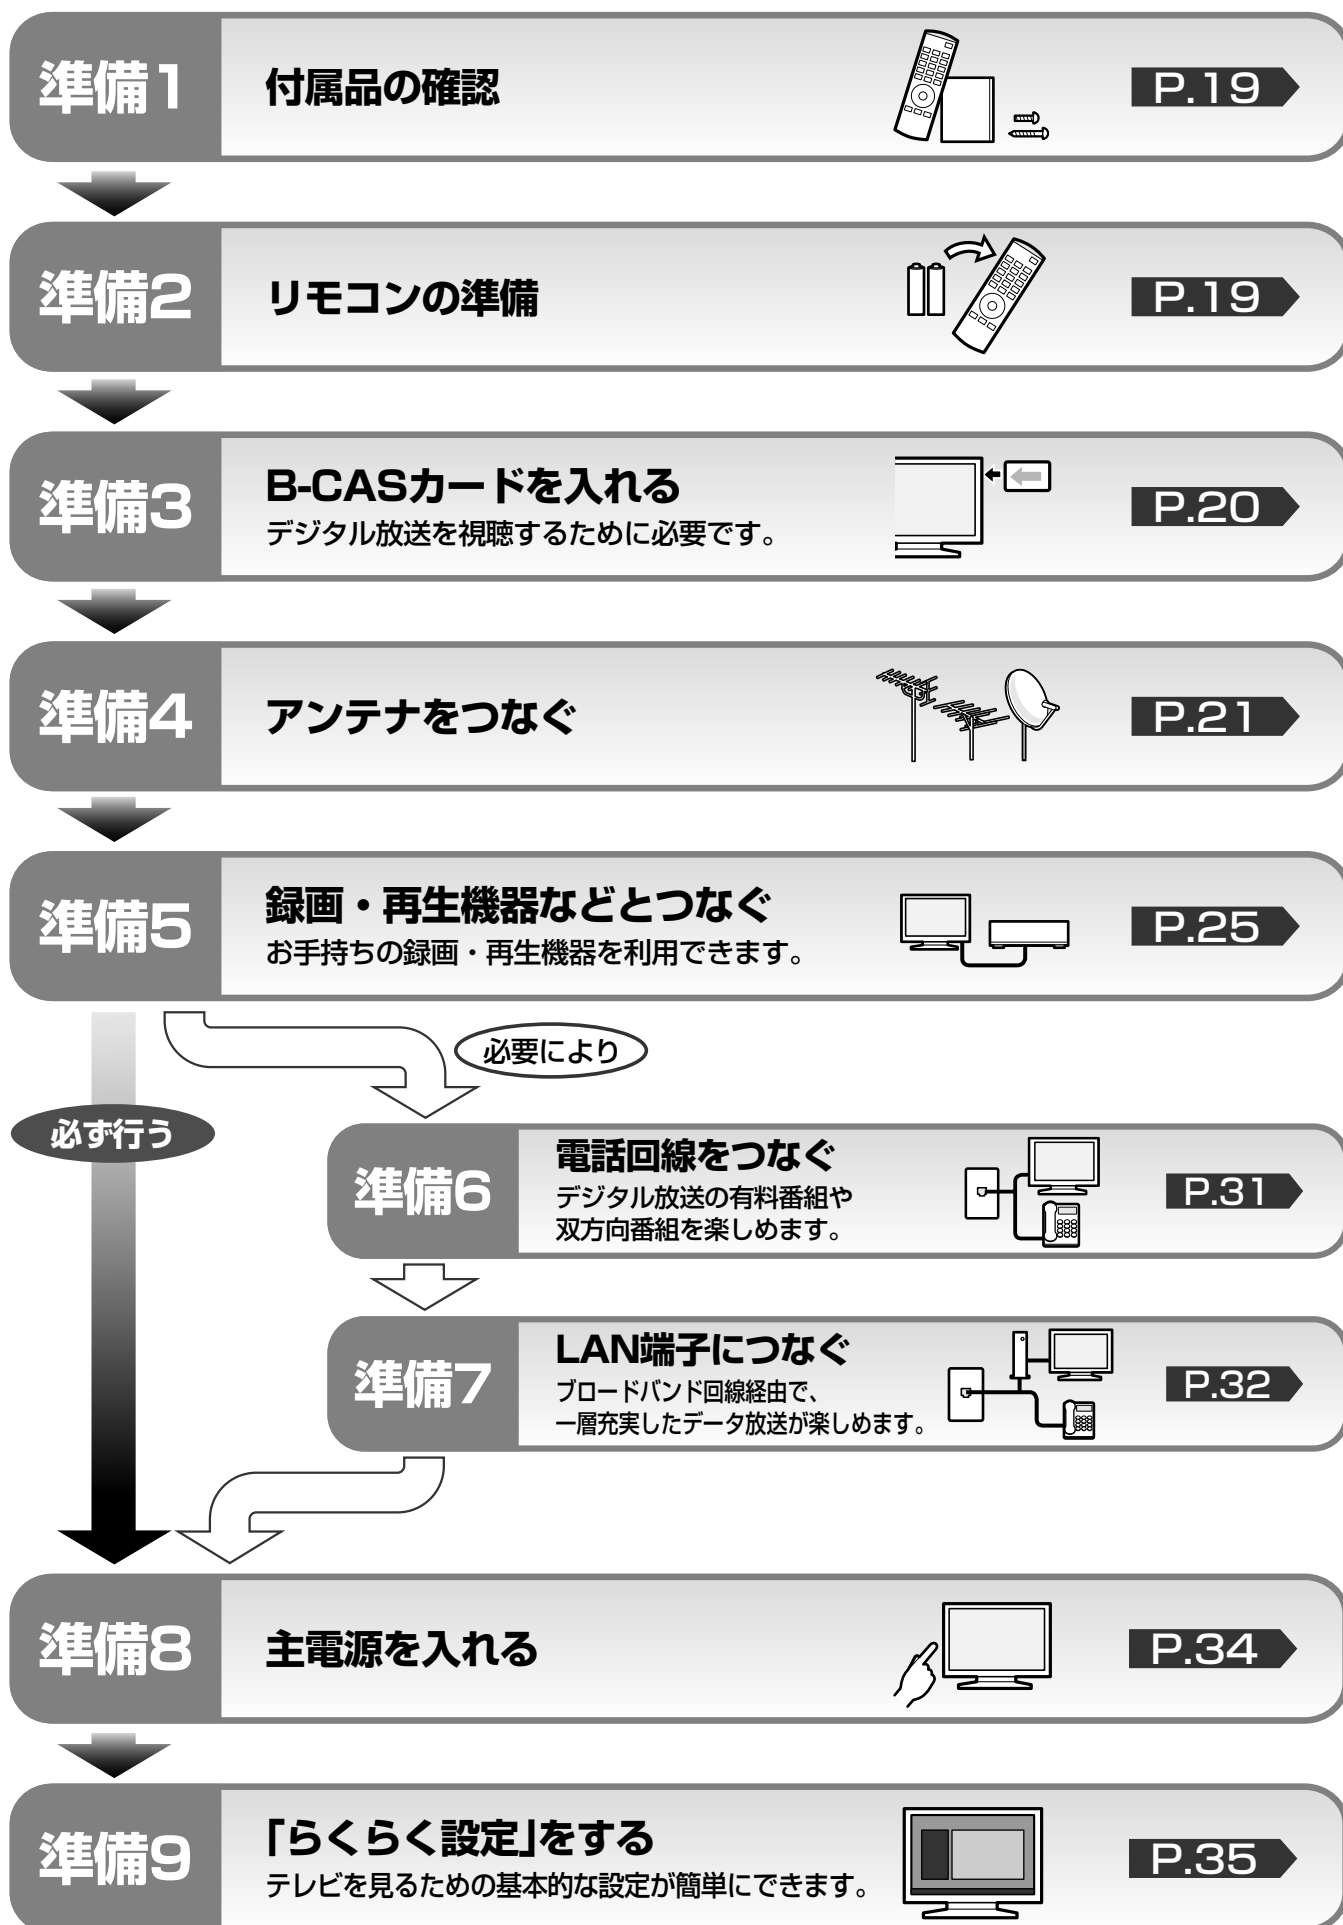 準備1
付属品の確認
P.19
準備2
リモコンの準備
P.19
準備3
B-CASカードを入れる
デジタル放送を視聴するために必要です。
P.20
準備4
アンテナをつなぐ
P.21
準備5
録画・再生機器などとつなぐ
お手持ちの録画・再生機器を利用できます。
P.25
必要により
必ず行う
準備6
電話回線をつなぐ
デジタル放送の有料番組や
双方向番組を楽しめます。
P.31
準備7
LAN端子につなぐ
ブロードバンド回線経由で、
一層充実したデータ放送が楽しめます。
P.32
準備8
主電源を入れる
P.34
準備9
「らくらく設定」をする
テレビを見るための基本的な設定が簡単にできます。
P.35